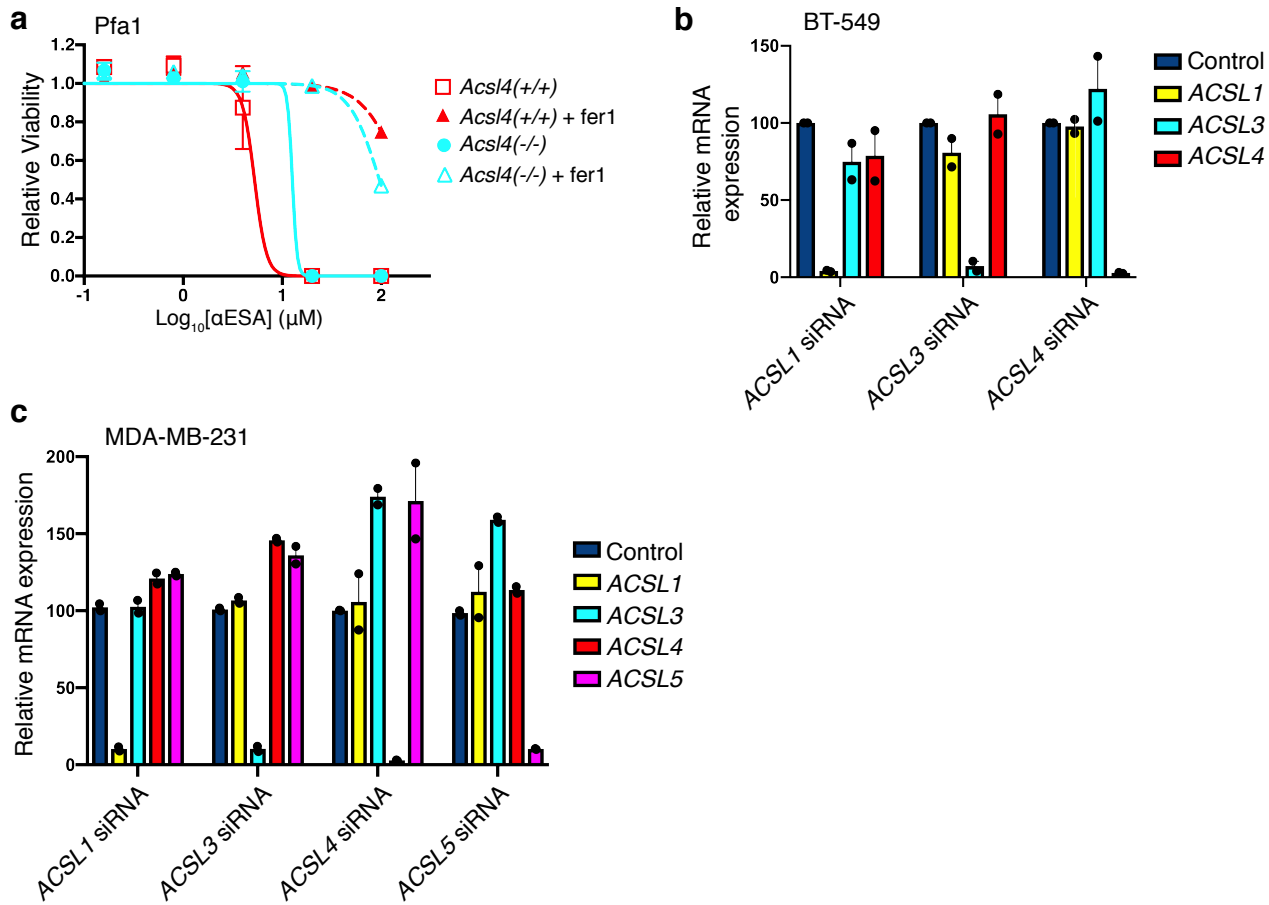 a
Pfa1
1.2
1.0
0.8
0.6
0.4
0.2
0.0
-1
0
1
2
Relative Viability
Log10[αESA] (µM)
Acsl4(+/+)
Acsl4(+/+) + fer1
Acsl4(-/-)
Acsl4(-/-) + fer1
b
BT-549
150
100
50
0
Relative mRNA
expression
ACSL1 siRNA
ACSL3 siRNA
ACSL4 siRNA
Control
ACSL1
ACSL3
ACSL4
c
MDA-MB-231
200
150
100
50
0
Relative mRNA expression
ACSL1 siRNA
ACSL3 siRNA
ACSL4 siRNA
ACSL5 siRNA
Control
ACSL1
ACSL3
ACSL4
ACSL5